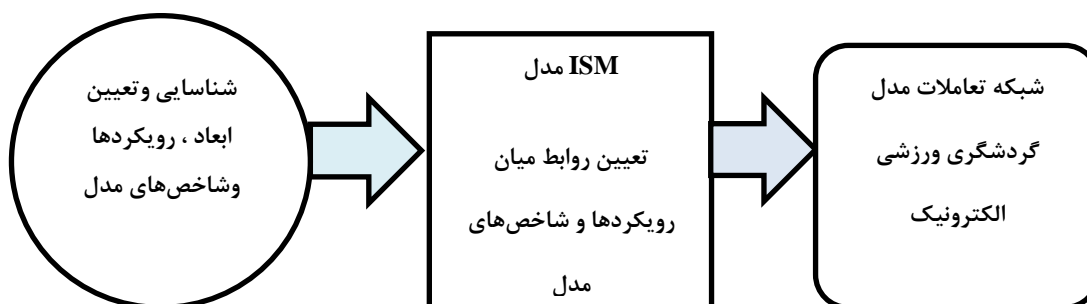 شناسایی وتعیین
ابعاد ، رویکردها
وشاخص‌های مدل
مدل ISM
تعیین روابط میان
رویکردها و شاخص‌های
مدل
شبکه تعاملات مدل
گردشگری ورزشی
الکترونیک